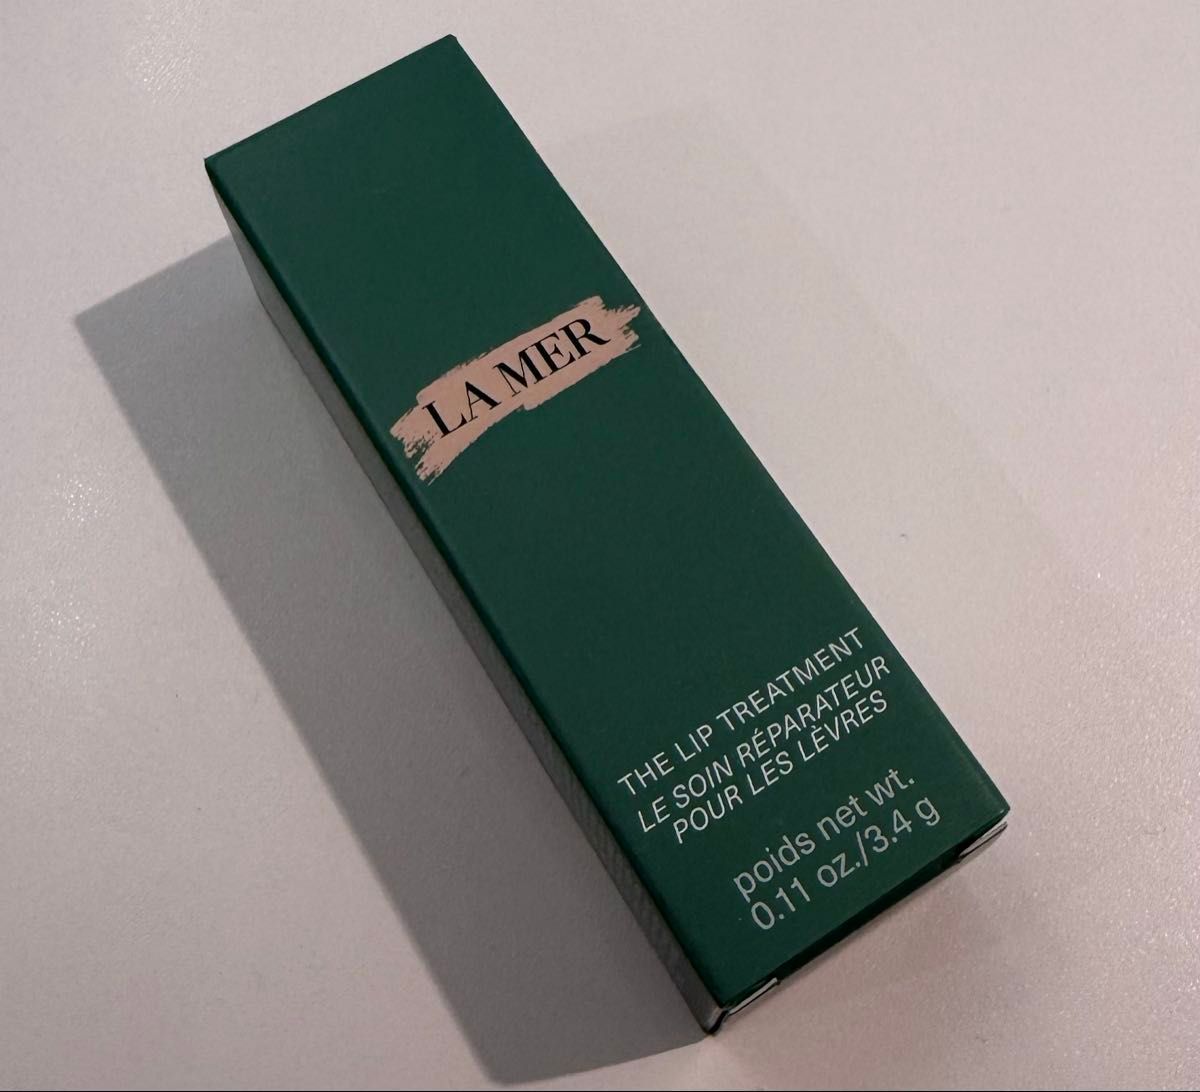 LA MER
THE LIP TREATMENT
LE SOIN RÉPARATEUR
POUR LES LÈVRES
poids net wt.
0.11 oz./3.4 g